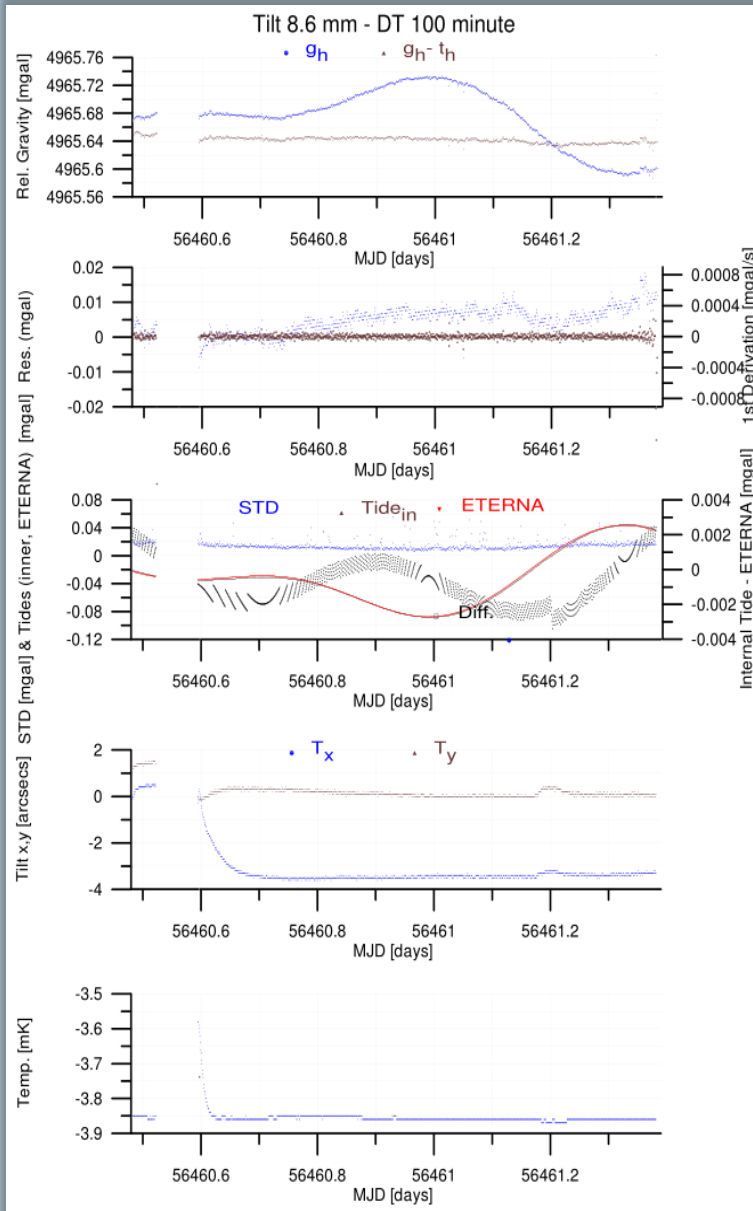 Tilt 8.6 mm - DT 100 minute
g_h   g_h - t_h
Rel. Gravity [mgal]
4965.76
4965.72
4965.68
4965.64
4965.6
4965.56
56460.6 56460.8 56461 56461.2
MJD [days]
Res. (mgal)
0.02
0.01
0
-0.01
-0.02
0.0008
0.0004
0
-0.0004
-0.0008
1st Derivation [mgal/s]
56460.6 56460.8 56461 56461.2
MJD [days]
STD [mgal] & Tides (inner, ETERNA) [mgal]
STD Tide_in ETERNA
0.08
0.04
0
-0.04
-0.08
-0.12
Diff.
0.004
0.002
0
-0.002
-0.004
Internal Tide - ETERNA [mgal]
56460.6 56460.8 56461 56461.2
MJD [days]
Tilt x,y [arcsecs]
T_x T_y
2
0
-2
-4
56460.6 56460.8 56461 56461.2
MJD [days]
Temp. [mK]
-3.5
-3.6
-3.7
-3.8
-3.9
56460.6 56460.8 56461 56461.2
MJD [days]